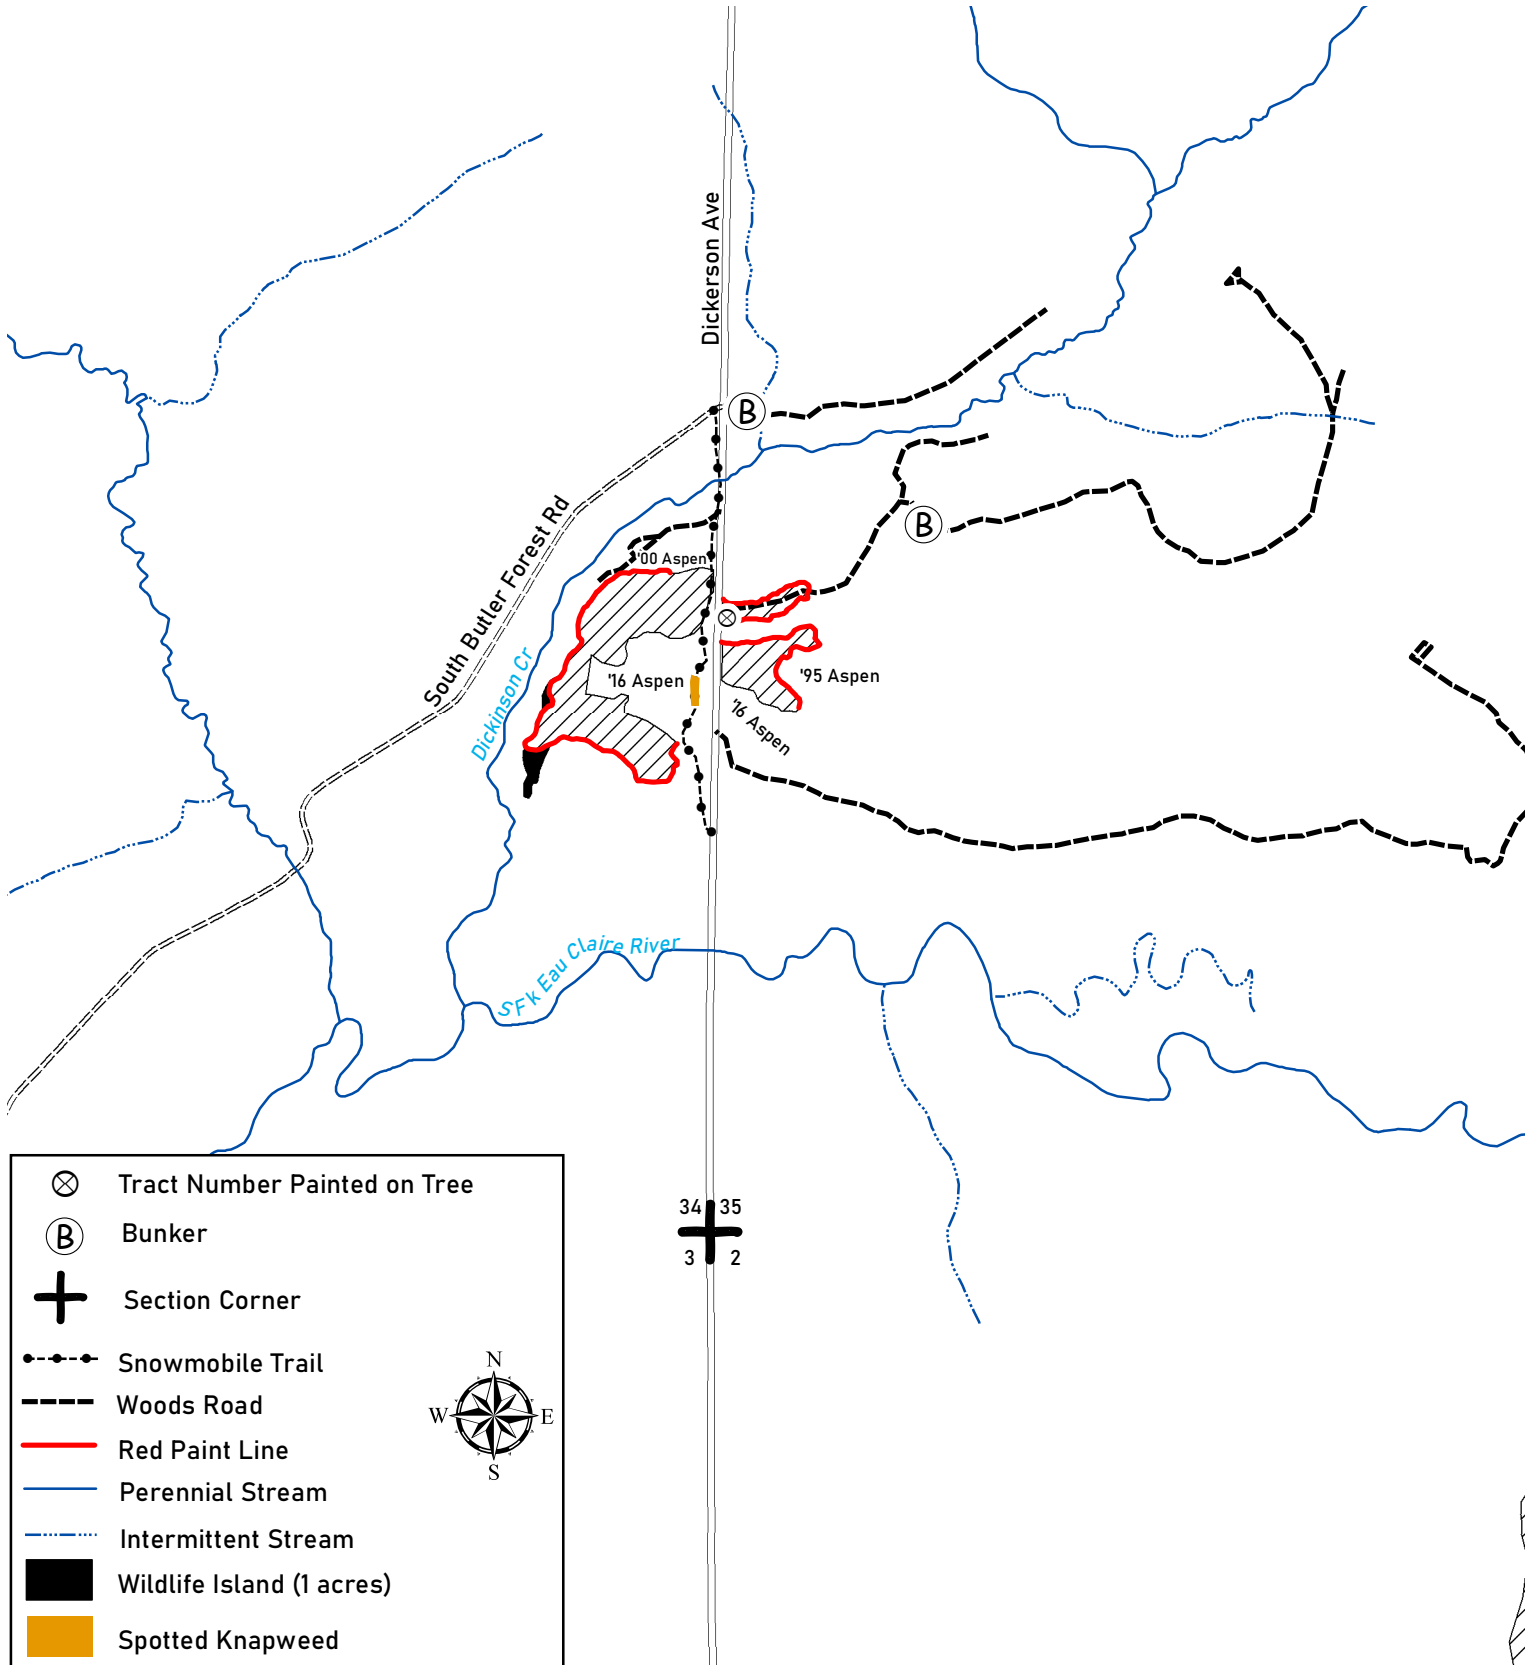 Dickerson Ave
B
South Butler Forest Rd
B
'00 Aspen
Dickinson Cr
'16 Aspen
'95 Aspen
'16 Aspen
SFk Eau Claire River
34 35
3 2
Tract Number Painted on Tree
B Bunker
Section Corner
Snowmobile Trail
Woods Road
Red Paint Line
Perennial Stream
Intermittent Stream
Wildlife Island (1 acres)
Spotted Knapweed
N
W E
S